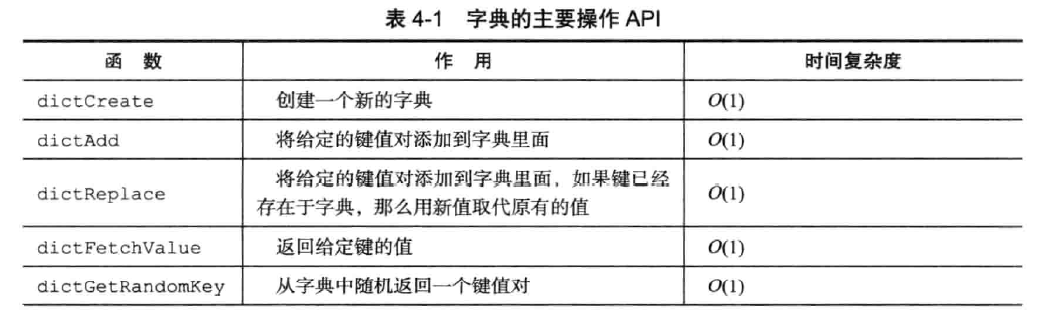 表 4-1 字典的主要操作 API
函 数 作 用 时间复杂度
dictCreate 创建一个新的字典 O(1)
dictAdd 将给定的键值对添加到字典里面 O(1)
dictReplace 将给定的键值对添加到字典里面，如果键已经 O(1)
存在于字典，那么用新值取代原有的值
dictFetchValue 返回给定键的值 O(1)
dictGetRandomKey 从字典中随机返回一个键值对 O(1)